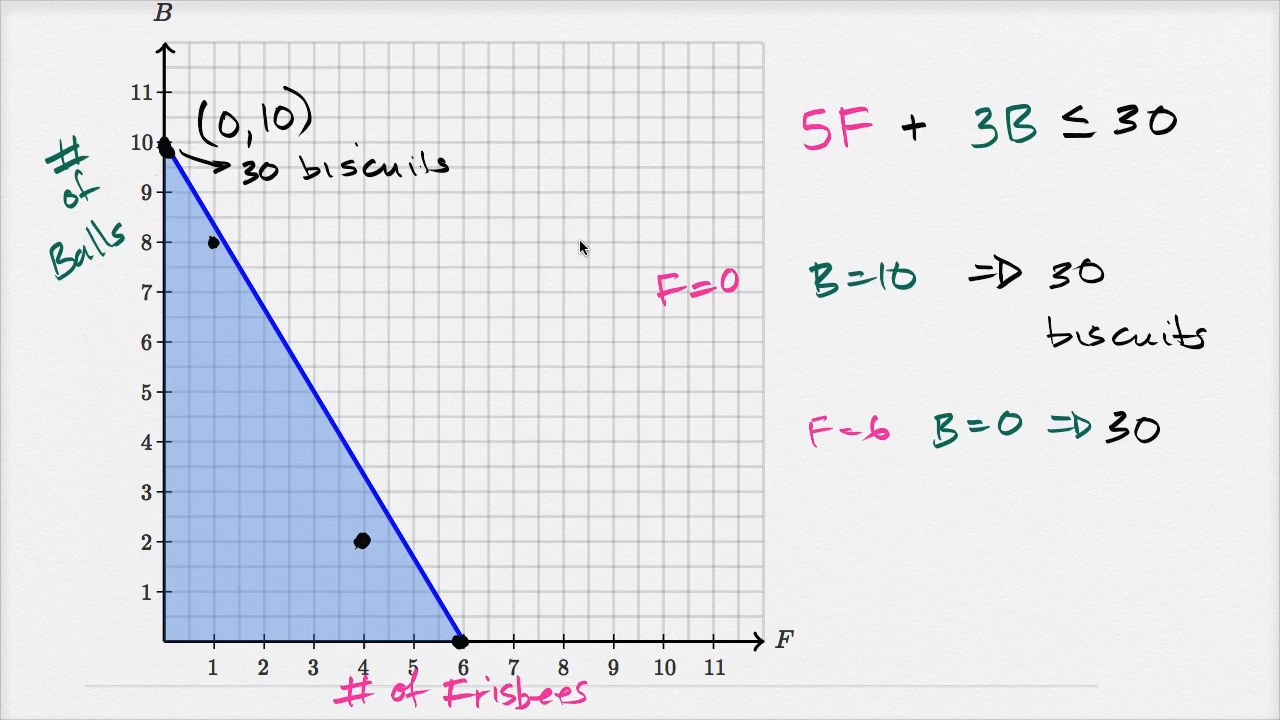 B
11
10
9
8
7
6
5
4
3
2
1
(0,10)
30 biscuits
# of Balls
F=0
1 2 3 4 5 6 7 8 9 10 11
F
# of Frisbees
5F + 3B ≤ 30
B=10 ⇒ 30
biscuits
F=6 B=0 ⇒ 30